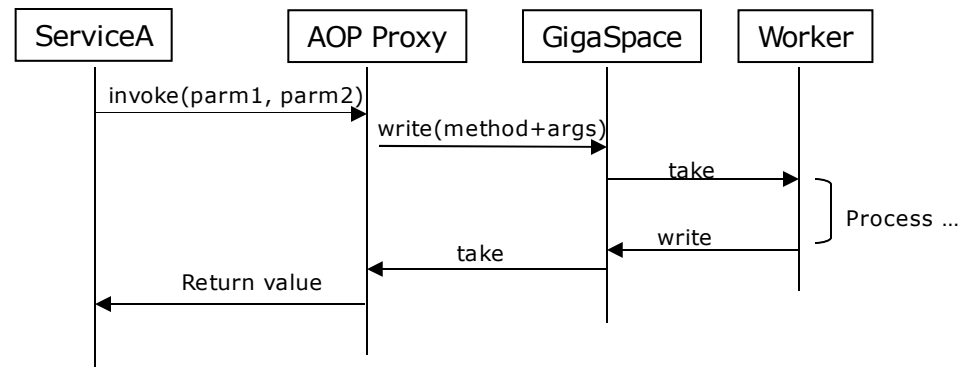 ServiceA
AOP Proxy
GigaSpace
Worker
invoke(parm1, parm2)
write(method+args)
take
Process ...
write
take
Return value